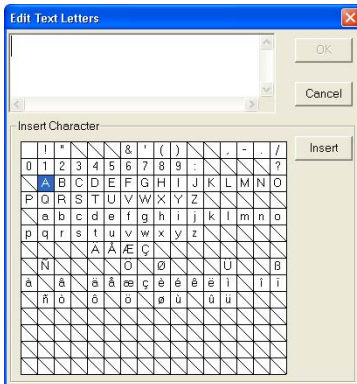 Edit Text Letters
OK
Cancel
Insert Character
Insert
! " & ' ( ) , - . /
0 1 2 3 4 5 6 7 8 9 : ?
A B C D E F G H I J K L M N O
P Q R S T U V W X Y Z
a b c d e f g h i j k l m n o
p q r s t u v w x y z
Ä Å Æ Ç
Ñ Ö Ø Ü ß
à â ä å æ ç è é ê ë ì î ï
ñ ò ô ö ø ù û ü